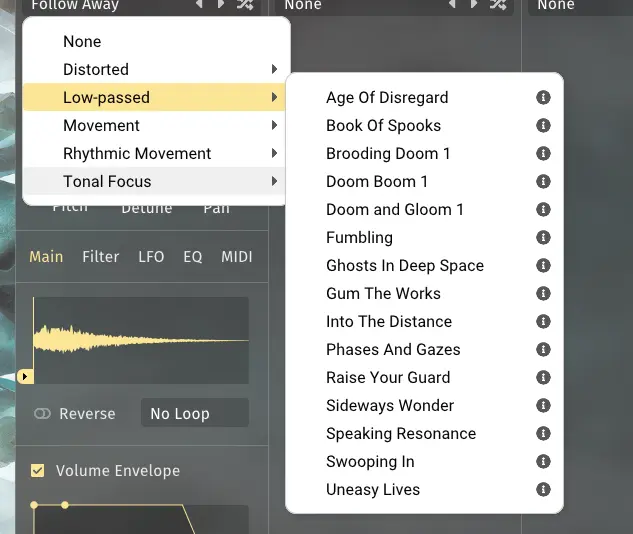 Follow Away
None
None
None
Distorted
Low-passed
Movement
Rhythmic Movement
Tonal Focus
Age Of Disregard
Book Of Spooks
Brooding Doom 1
Doom Boom 1
Doom and Gloom 1
Fumbling
Ghosts In Deep Space
Gum The Works
Into The Distance
Phases And Gazes
Raise Your Guard
Sideways Wonder
Speaking Resonance
Swooping In
Uneasy Lives
Pitch Detune Pan
Main Filter LFO EQ MIDI
Reverse No Loop
Volume Envelope